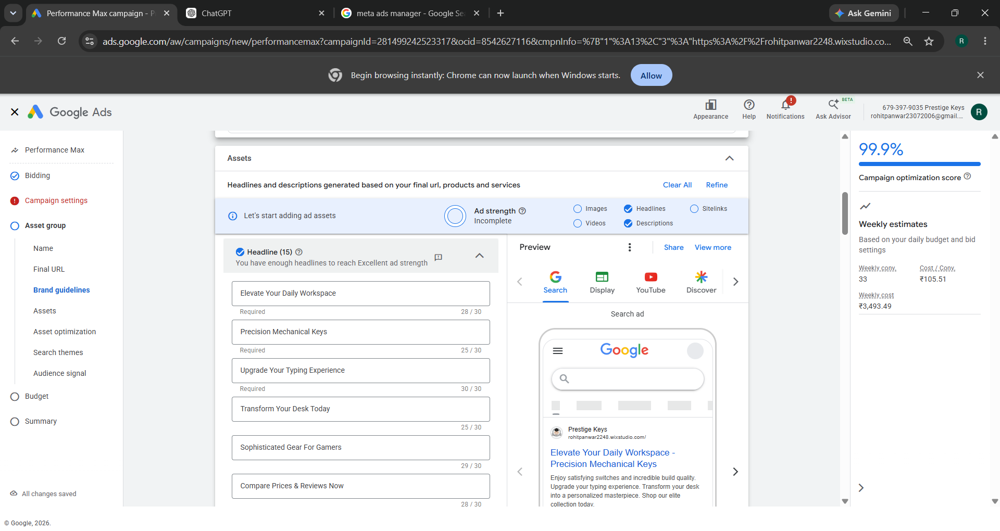 Performance Max campaign - P
ChatGPT
meta ads manager - Google Sea
Ask Gemini
ads.google.com/aw/campaigns/new/performancemax?campaignId=281499242523317&ocid=8542627116&cmpnInfo=%7B"1"%3A13%2C"3"%3A"https%3A%2F%2Frohitpanwar2248.wixstudio.co...
R
Begin browsing instantly: Chrome can now launch when Windows starts.
Allow
Google Ads
Appearance
Help
Notifications
Ask Advisor
BETA
679-397-9035 Prestige Keys
rohitpanwar23072006@gmail....
R
Performance Max
Bidding
Campaign settings
Asset group
Name
Final URL
Brand guidelines
Assets
Asset optimization
Search themes
Audience signal
Budget
Summary
All changes saved
© Google, 2026.
Assets
Headlines and descriptions generated based on your final url, products and services
Clear All
Refine
Let's start adding ad assets
Ad strength
Incomplete
Images
Headlines
Sitelinks
Videos
Descriptions
Headline (15)
You have enough headlines to reach Excellent ad strength
Elevate Your Daily Workspace
Required
28 / 30
Precision Mechanical Keys
Required
25 / 30
Upgrade Your Typing Experience
Required
30 / 30
Transform Your Desk Today
25 / 30
Sophisticated Gear For Gamers
29 / 30
Compare Prices & Reviews Now
28 / 30
Preview
Share
View more
Search
Display
YouTube
Discover
Search ad
Google
Prestige Keys
rohitpanwar2248.wixstudio.com/
Elevate Your Daily Workspace -
Precision Mechanical Keys
Enjoy satisfying switches and incredible build quality.
Upgrade your typing experience. Transform your desk
into a personalized masterpiece. Shop our elite
collection today.
99.9%
Campaign optimization score
Weekly estimates
Based on your daily budget and bid
settings
Weekly conv.
33
Cost / Conv.
₹105.51
Weekly cost
₹3,493.49